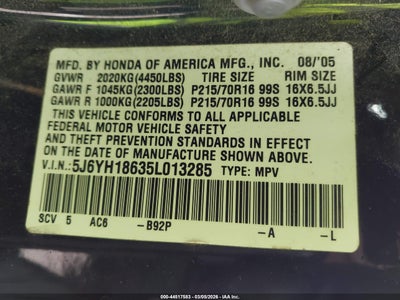 MFD. BY HONDA OF AMERICA MFG., INC. 08/'05
GVWR 2020KG(4450LBS) TIRE SIZE RIM SIZE
GAWR F 1045KG(2300LBS) P215/70R16 99S 16X6.5JJ
GAWR R 1000KG(2205LBS) P215/70R16 99S 16X6.5JJ
THIS VEHICLE CONFORMS TO ALL APPLICABLE FEDERAL
MOTOR VEHICLE SAFETY AND THEFT PREVENTION
STANDARDS IN EFFECT ON THE DATE OF
MANUFACTURE SHOWN ABOVE.
V.I.N.: 5J6YH18635L013285 TYPE: MPV
SCV 5 AC6 -B92P -A -L
000-44517563 - 03/05/2026 - IAA Inc.